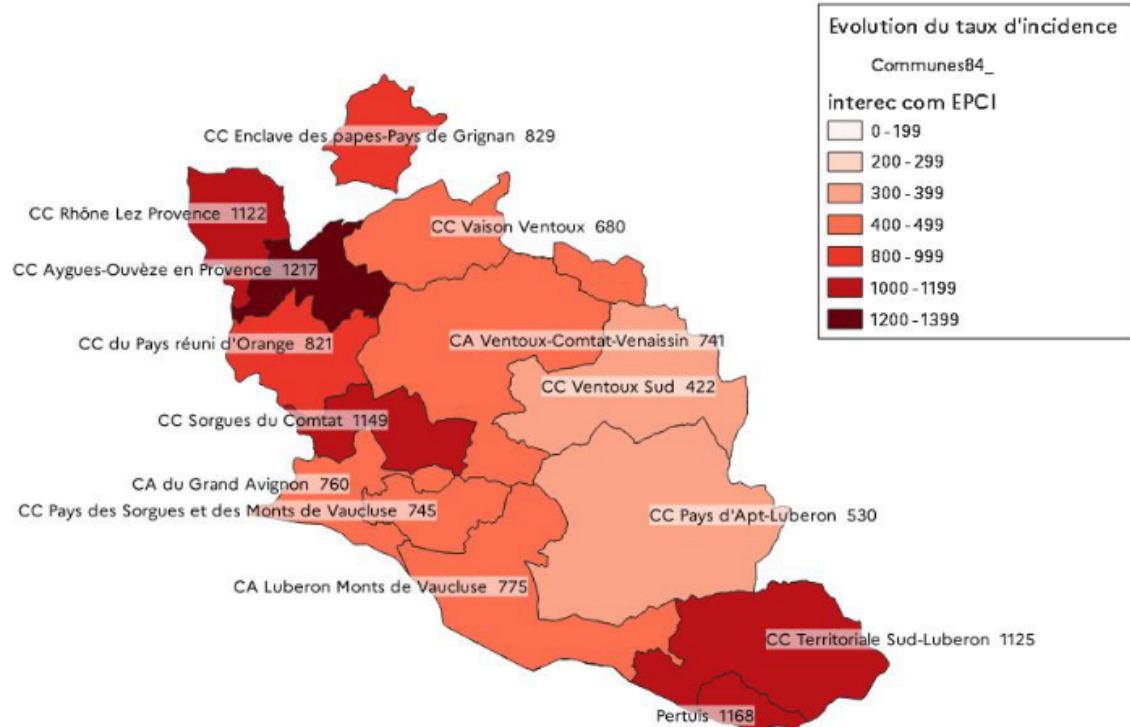 Evolution du taux d'incidence
Communes84_
interec com EPCI
0 - 199
200 - 299
300 - 399
400 - 499
800 - 999
1000 - 1199
1200 - 1399
CC Enclave des papes-Pays de Grignan 829
CC Rhône Lez Provence 1122
CC Vaison Ventoux 680
CC Aygues-Ouvèze en Provence 1217
CC du Pays réuni d'Orange 821
CA Ventoux-Comtat-Venaissin 741
CC Ventoux Sud 422
CC Sorgues du Comtat 1149
CA du Grand Avignon 760
CC Pays des Sorgues et des Monts de Vaucluse 745
CC Pays d'Apt-Luberon 530
CA Luberon Monts de Vaucluse 775
CC Territoriale Sud-Luberon 1125
Pertuis 1168